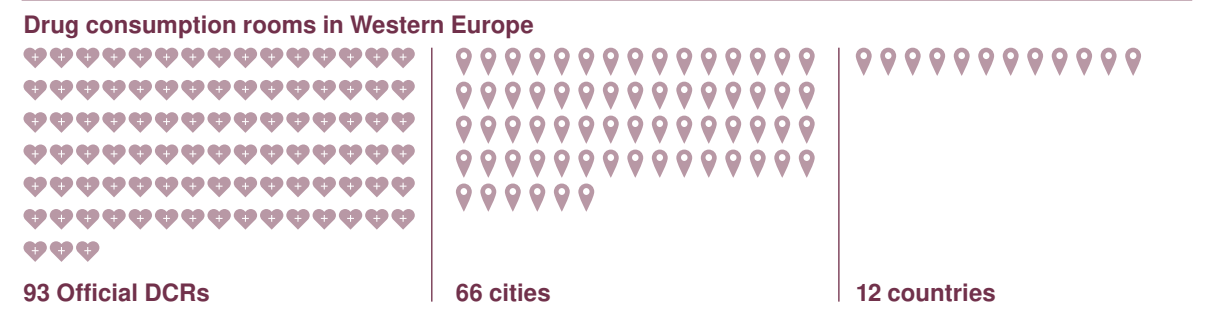 Drug consumption rooms in Western Europe
93 Official DCRs
66 cities
12 countries